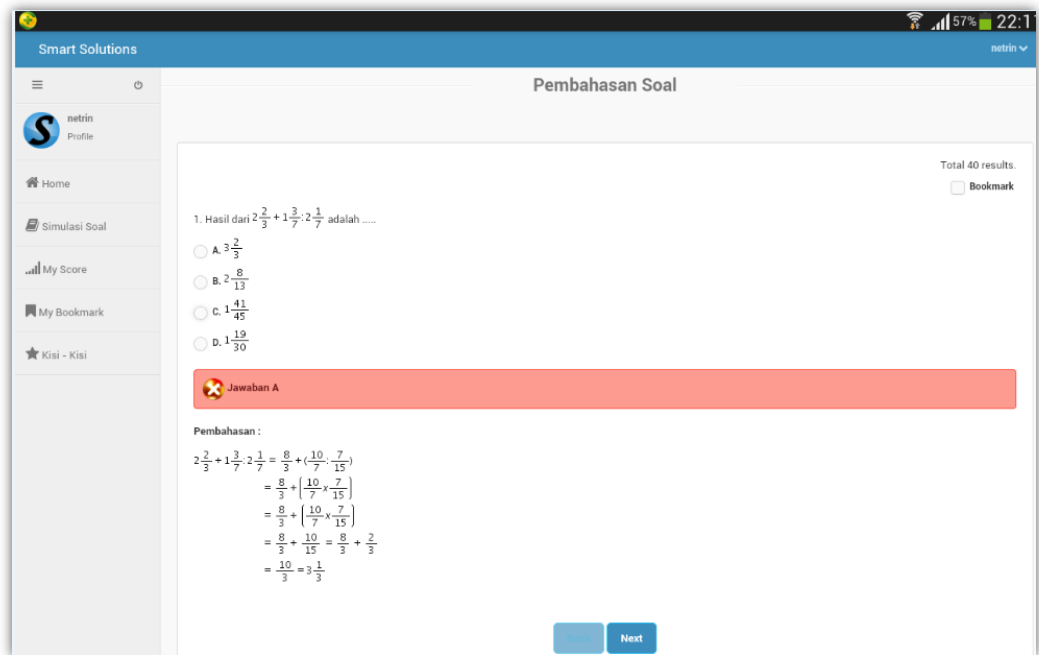 57% 22:1
Smart Solutions netrin
Pembahasan Soal
netrin
Profile
Home
Simulasi Soal
My Score
My Bookmark
Kisi - Kisi
Total 40 results.
Bookmark
1. Hasil dari 2 2/3 + 1 3/7 : 2 1/7 adalah .....
A. 3 2/3
B. 2 8/13
C. 1 41/45
D. 1 19/30
Jawaban A
Pembahasan :
2 2/3 + 1 3/7 : 2 1/7 = 8/3 + (10/7 : 7/15)
= 8/3 + (10/7 x 7/15)
= 8/3 + (10/7 x 7/15)
= 8/3 + 10/15 = 8/3 + 2/3
= 10/3 = 3 1/3
Next